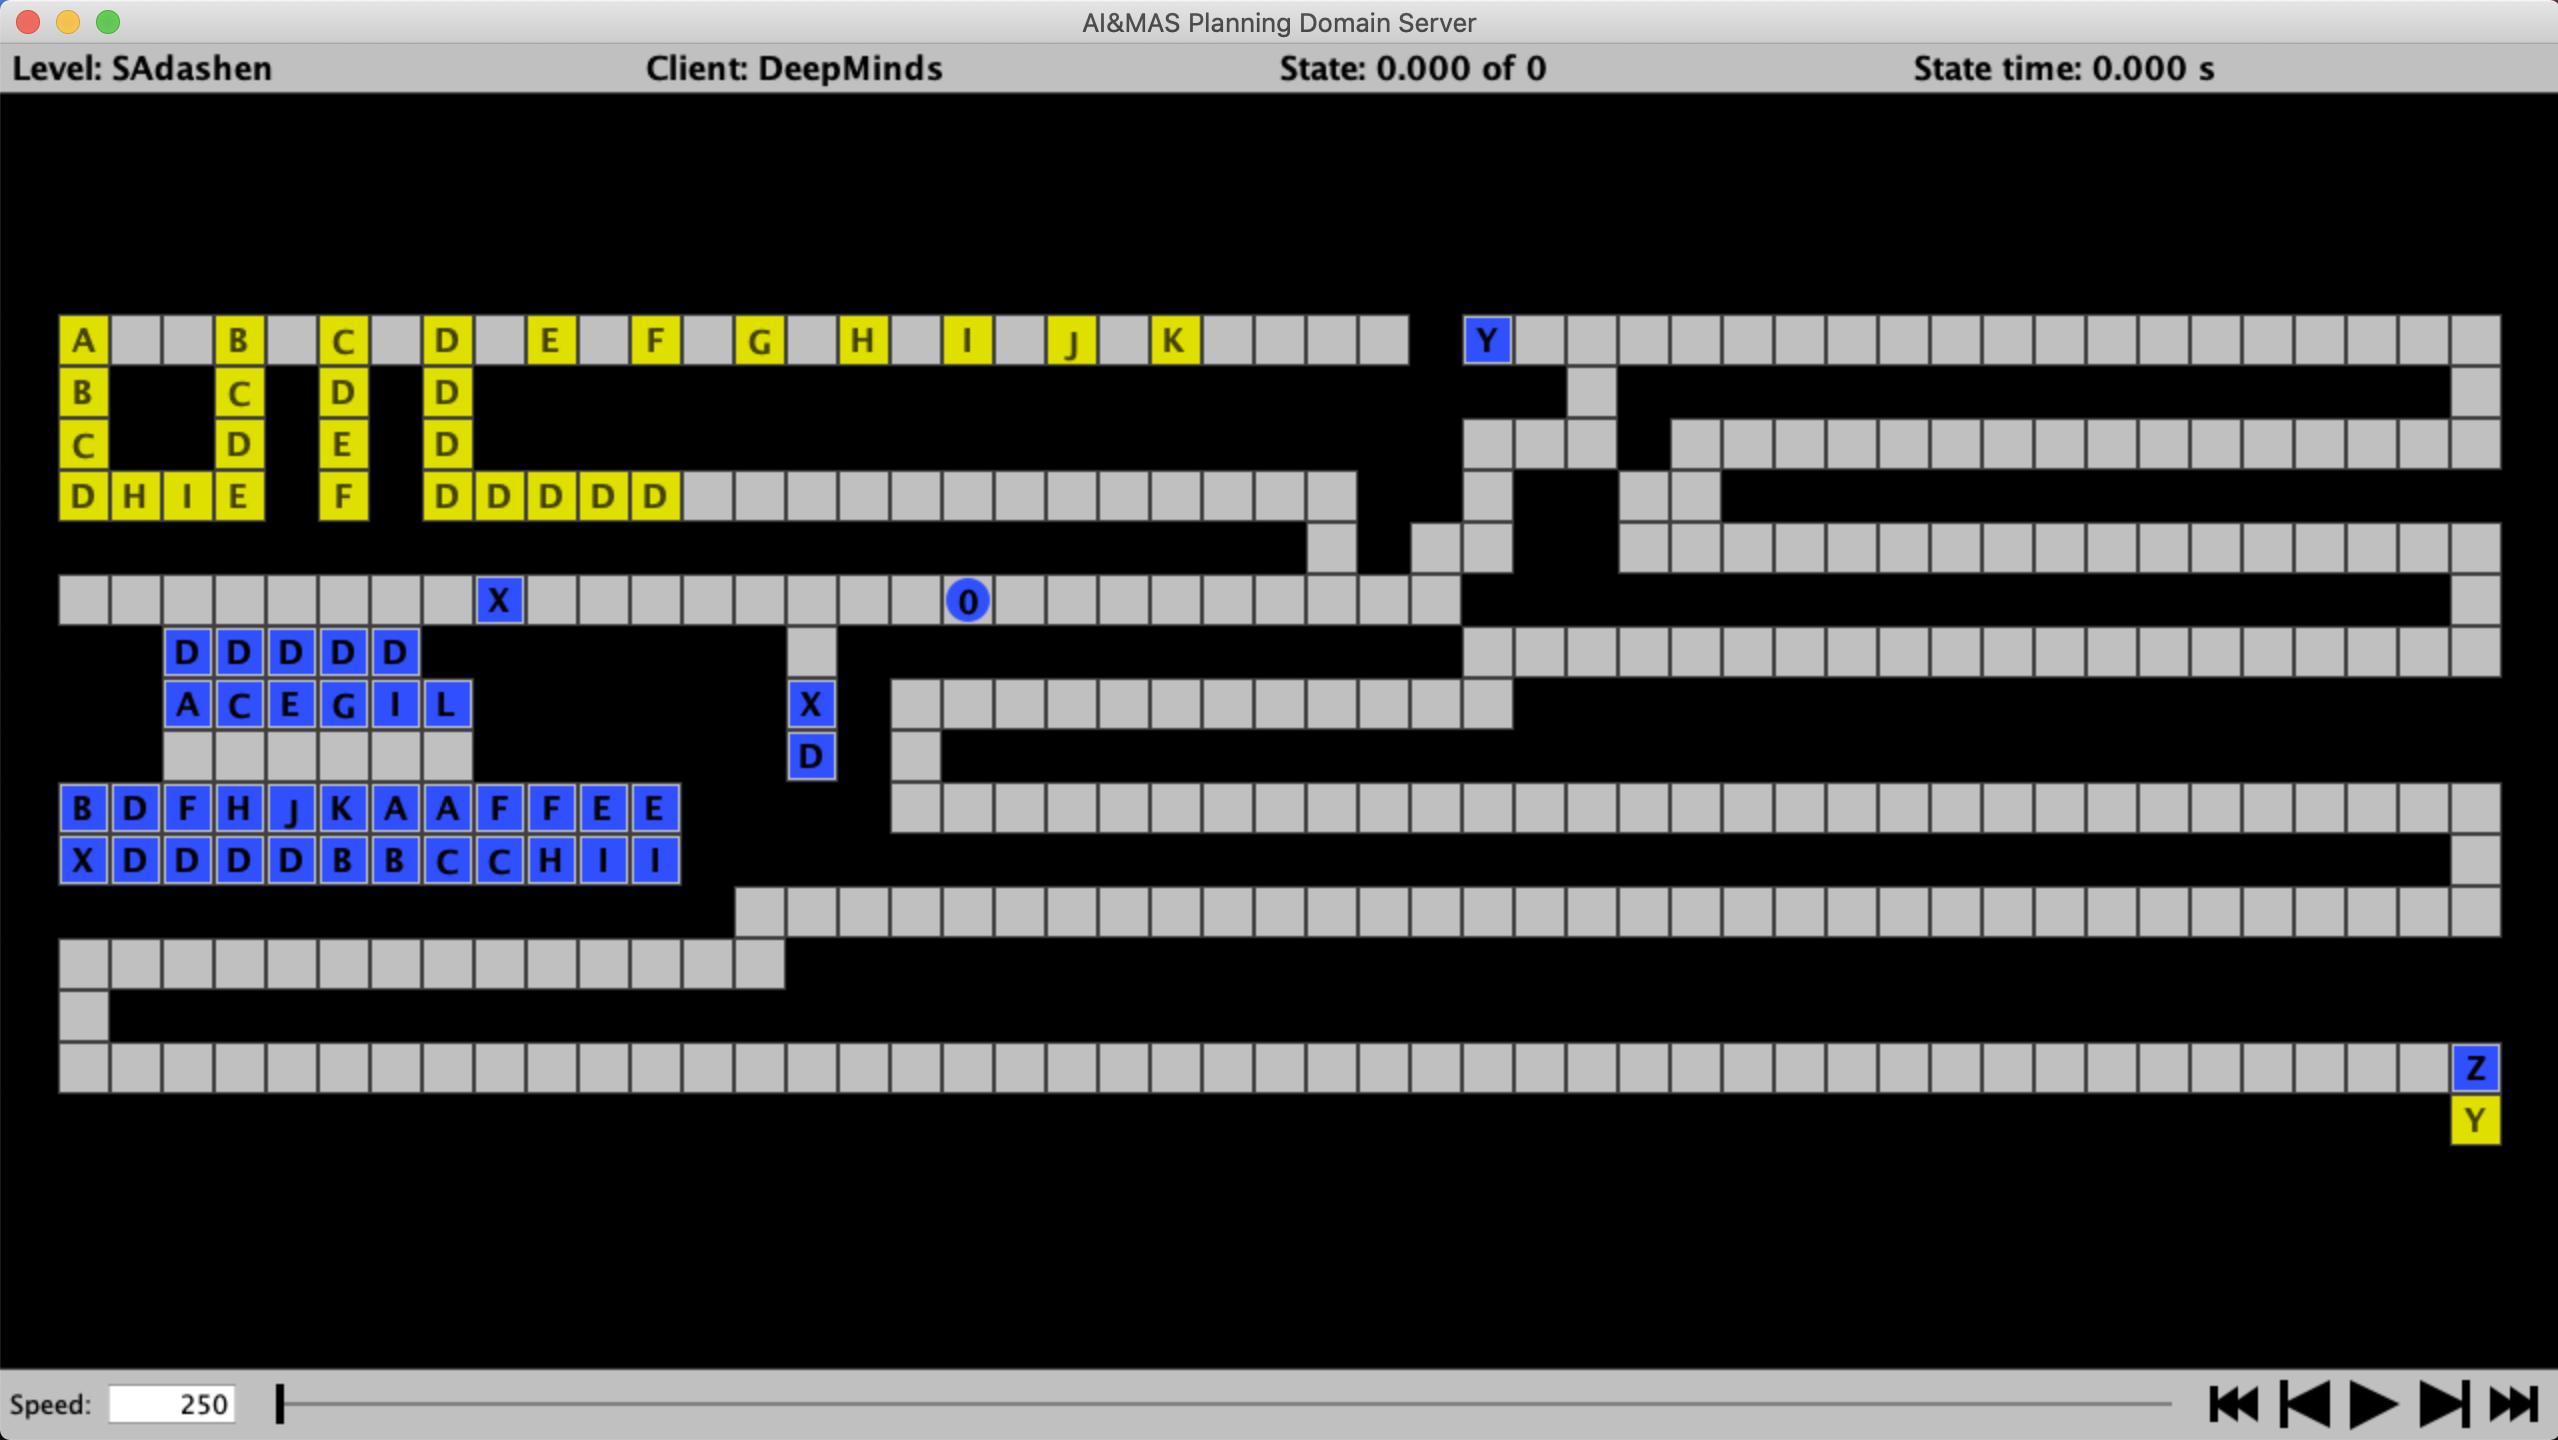 AI&MAS Planning Domain Server
Level: SAdashen Client: DeepMinds State: 0.000 of 0 State time: 0.000 s
A B C D E F G H I J K Y
B C D D
C D E D
D H I E F D D D D D
X 0
D D D D D
A C E G I L X
D
B D F H J K A A F F E E
X D D D D B B C C H I I
Z
Y
Speed: 250